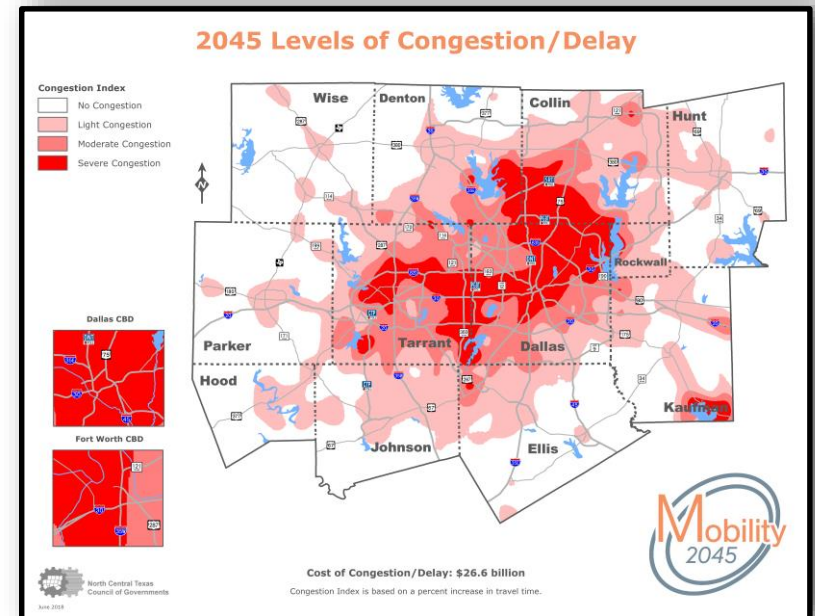 2045 Levels of Congestion/Delay
Congestion Index
No Congestion
Light Congestion
Moderate Congestion
Severe Congestion
N
Wise
Denton
Collin
Hunt
Rockwall
Dallas CBD
Parker
Tarrant
Dallas
Hood
Kaufman
Fort Worth CBD
Johnson
Ellis
Mobility
2045
Cost of Congestion/Delay: $26.6 billion
Congestion Index is based on a percent increase in travel time.
North Central Texas
Council of Governments
June 2018